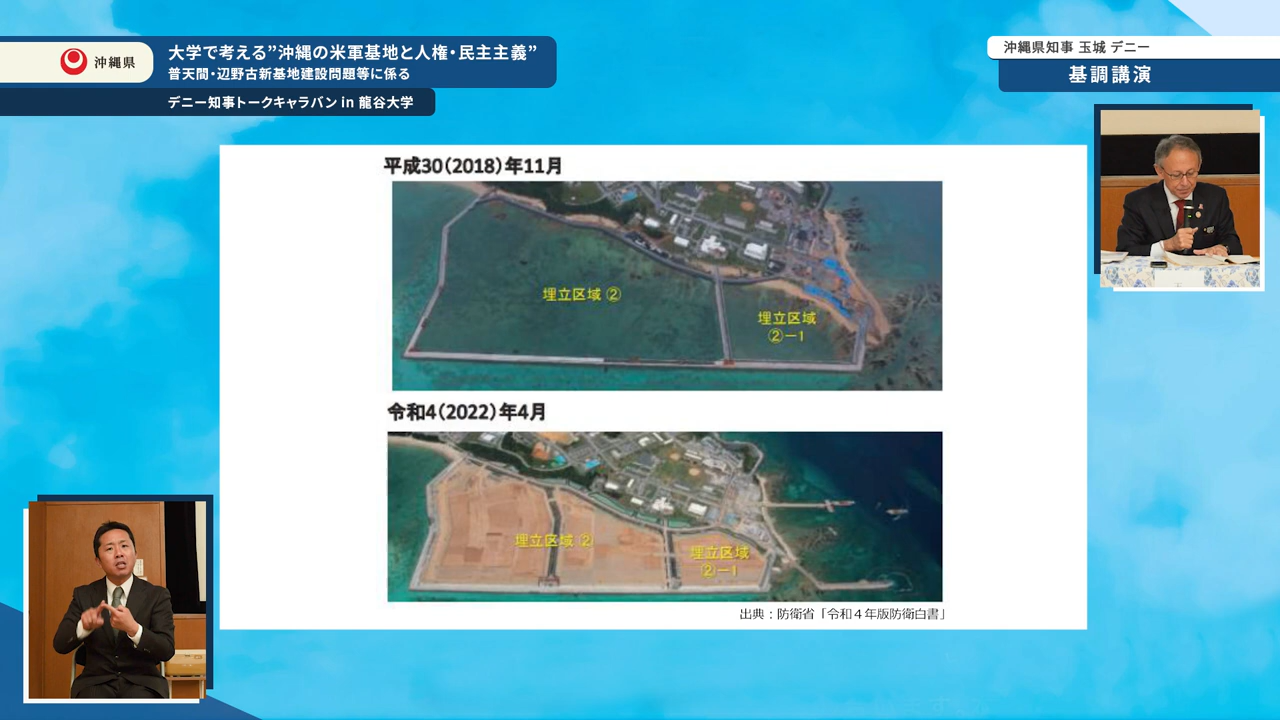 沖縄県
大学で考える”沖縄の米軍基地と人権・民主主義”
普天間・辺野古新基地建設問題等に係る
デニー知事トークキャラバン in 龍谷大学
沖縄県知事 玉城 デニー
基調講演
平成30（2018）年11月
埋立区域 ②
埋立区域
②－1
令和4（2022）年4月
埋立区域 ②
埋立区域
②－1
出典：防衛省「令和４年版防衛白書」